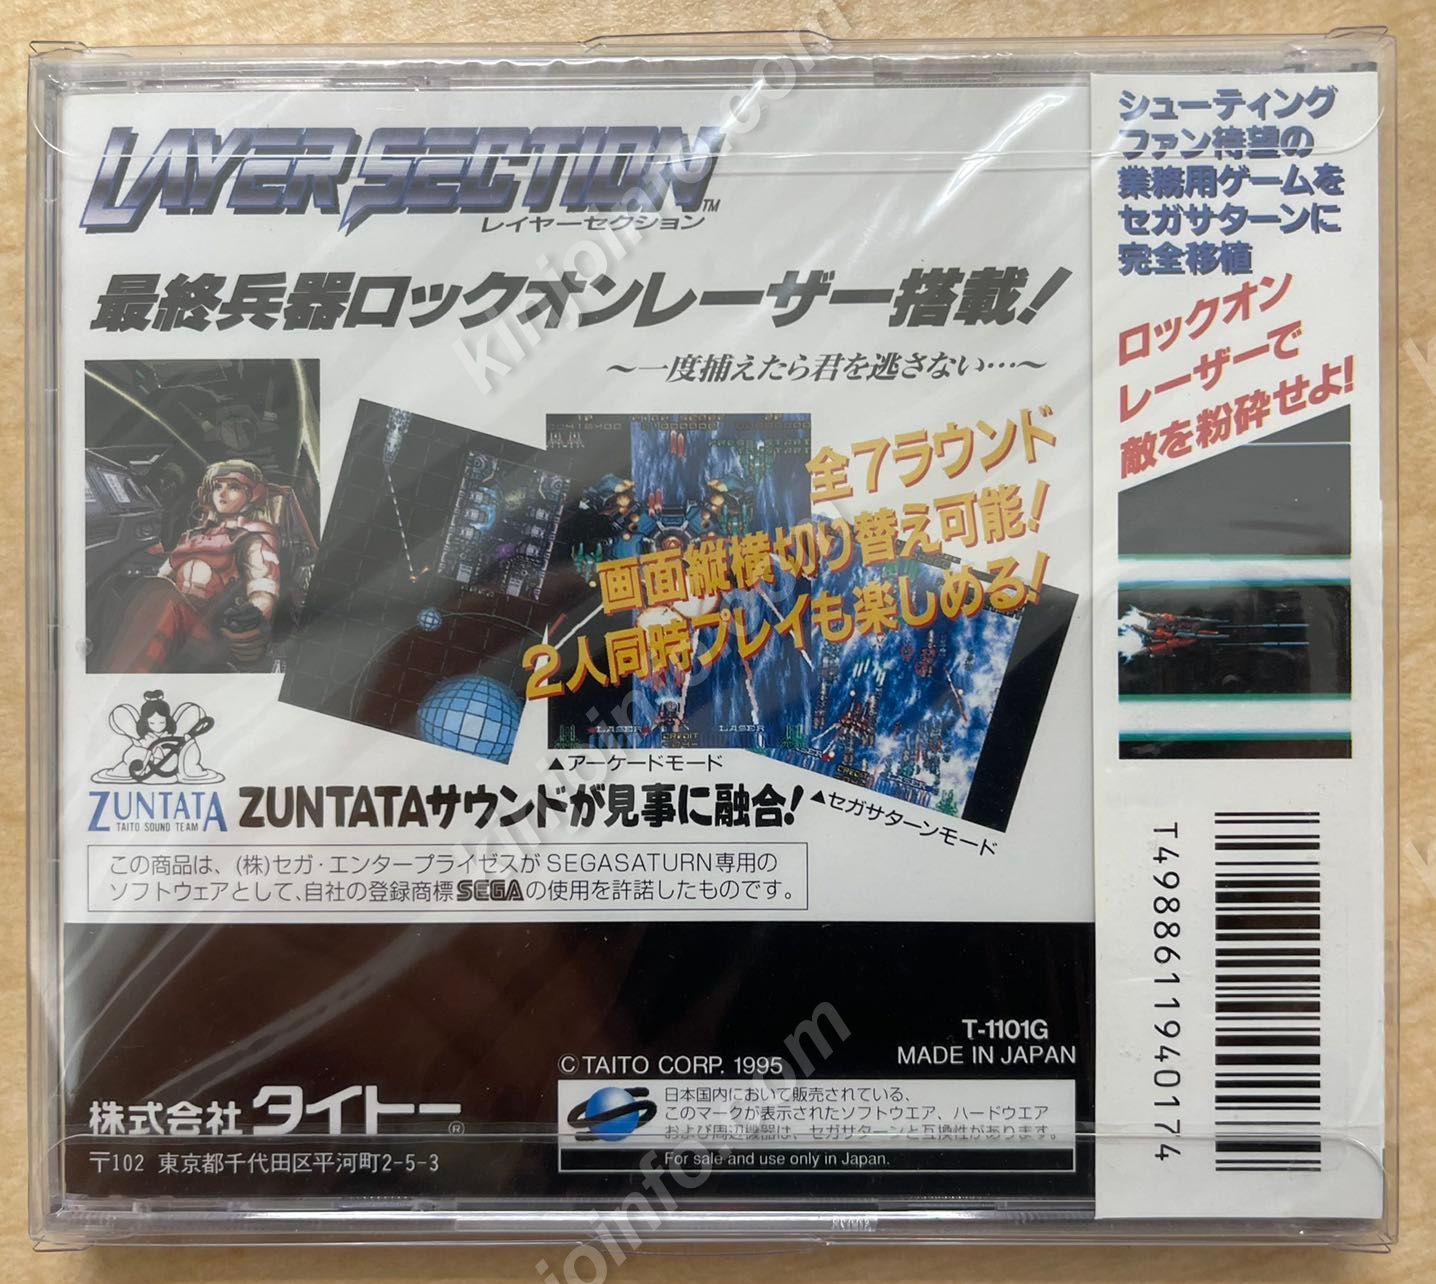 LAYER SECTION™
レイヤーセクション
最終兵器ロックオンレーザー搭載！
～一度捕えたら君を逃さない…～
全7ラウンド
画面縦横切り替え可能！
2人同時プレイも楽しめる！
PRESS START
LASER
LASER
CREDIT
▲アーケードモード
▲セガサターンモード
ZUNTATA
TAITO SOUND TEAM
ZUNTATAサウンドが見事に融合！
この商品は、(株)セガ・エンタープライゼスがSEGASATURN専用の
ソフトウェアとして、自社の登録商標SEGAの使用を許諾したものです。
T-1101G
MADE IN JAPAN
© TAITO CORP. 1995
株式会社タイトー®
〒102 東京都千代田区平河町2-5-3
日本国内において販売されている、
このマークが表示されたソフトウエア、ハードウエア
および周辺機器は、セガサターンと互換性があります。
For sale and use only in Japan.
シューティング
ファン待望の
業務用ゲームを
セガサターンに
完全移植
ロックオン
レーザーで
敵を粉砕せよ！
T4988611940174
kinjoinfo.com
kinjoinfo.com
kinjoinfo.com